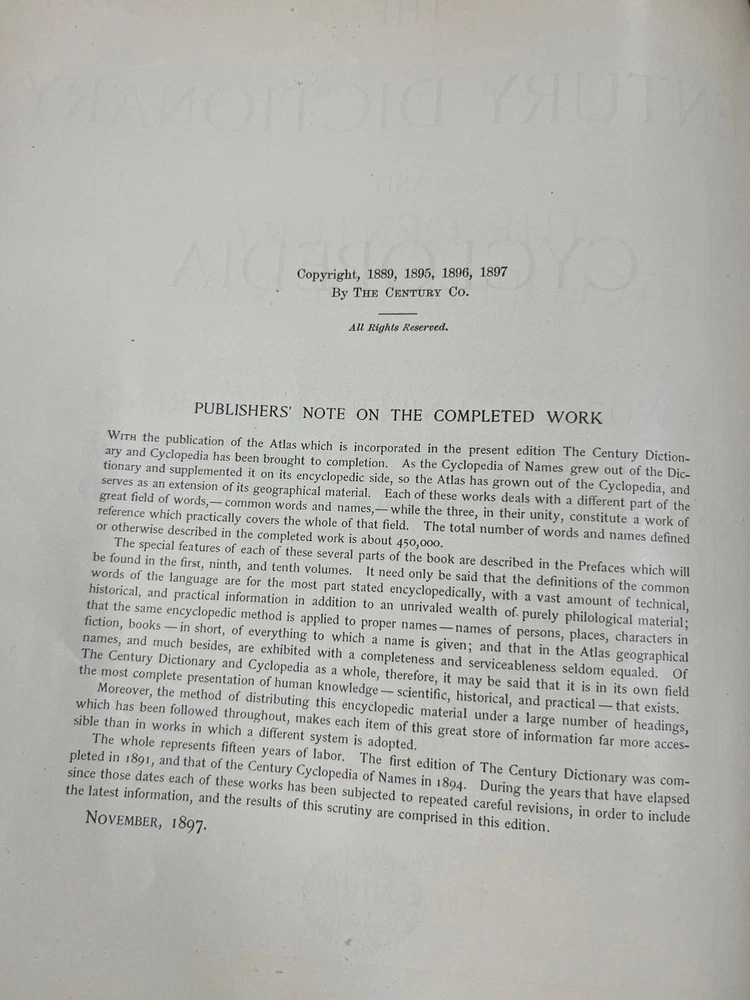 Copyright, 1889, 1895, 1896, 1897
By THE CENTURY CO.
All Rights Reserved.
PUBLISHERS' NOTE ON THE COMPLETED WORK
WITH the publication of the Atlas which is incorporated in the present edition The Century Diction-
ary and Cyclopedia has been brought to completion. As the Cyclopedia of Names grew out of the Dic-
tionary and supplemented it on its encyclopedic side, so the Atlas has grown out of the Cyclopedia, and
serves as an extension of its geographical material. Each of these works deals with a different part of the
great field of words,—common words and names,—while the three, in their unity, constitute a work of
reference which practically covers the whole of that field. The total number of words and names defined
or otherwise described in the completed work is about 450,000.
The special features of each of these several parts of the book are described in the Prefaces which will
be found in the first, ninth, and tenth volumes. It need only be said that the definitions of the common
words of the language are for the most part stated encyclopedically, with a vast amount of technical,
historical, and practical information in addition to an unrivaled wealth of purely philological material;
that the same encyclopedic method is applied to proper names—names of persons, places, characters in
fiction, books—in short, of everything to which a name is given; and that in the Atlas geographical
names, and much besides, are exhibited with a completeness and serviceableness seldom equaled. Of
The Century Dictionary and Cyclopedia as a whole, therefore, it may be said that it is in its own field
the most complete presentation of human knowledge—scientific, historical, and practical—that exists.
Moreover, the method of distributing this encyclopedic material under a large number of headings,
which has been followed throughout, makes each item of this great store of information far more acces-
sible than in works in which a different system is adopted.
The whole represents fifteen years of labor. The first edition of The Century Dictionary was com-
pleted in 1891, and that of the Century Cyclopedia of Names in 1894. During the years that have elapsed
since those dates each of these works has been subjected to repeated careful revisions, in order to include
the latest information, and the results of this scrutiny are comprised in this edition.
NOVEMBER, 1897.